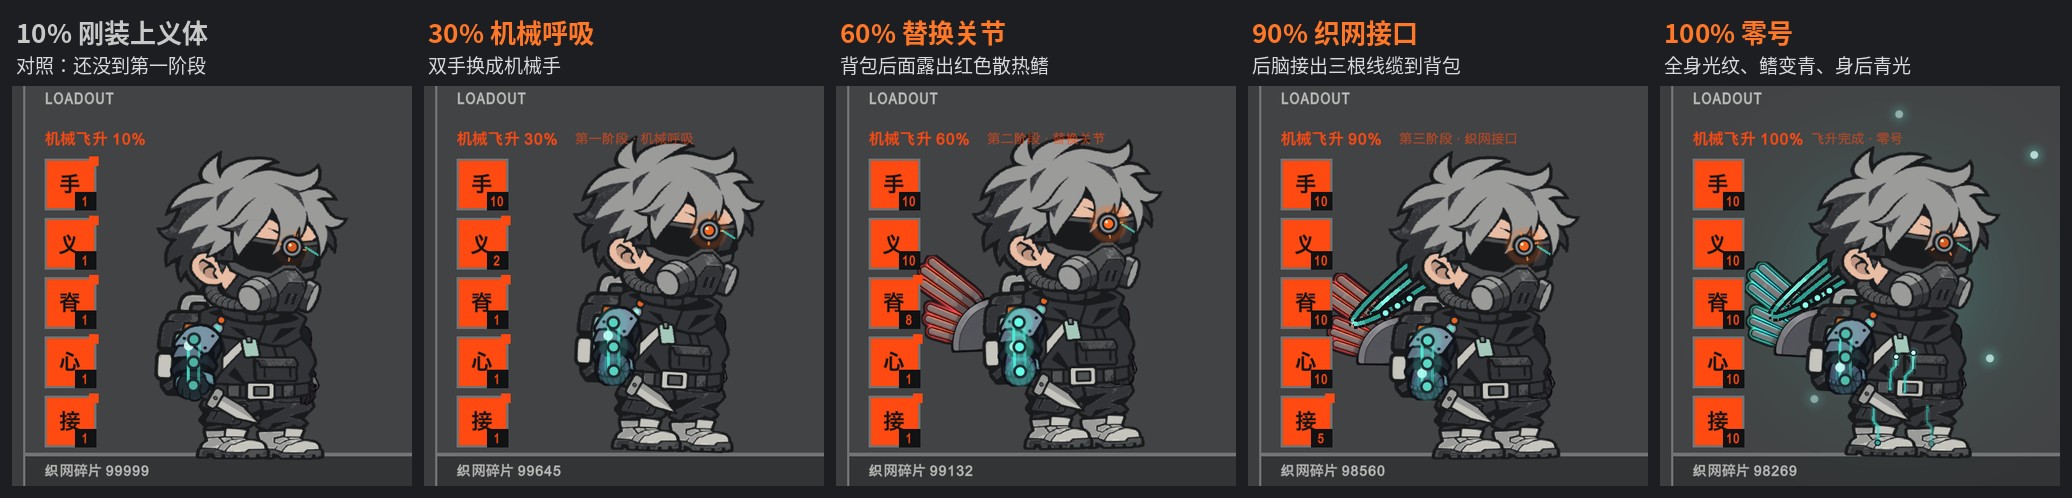 10% 刚装上义体
对照：还没到第一阶段
LOADOUT
机械飞升 10%
手
1
义
1
脊
1
心
1
接
1
织网碎片 99999
30% 机械呼吸
双手换成机械手
LOADOUT
机械飞升 30% 第一阶段 · 机械呼吸
手
10
义
2
脊
1
心
1
接
1
织网碎片 99645
60% 替换关节
背包后面露出红色散热鳍
LOADOUT
机械飞升 60% 第二阶段 · 替换关节
手
10
义
10
脊
8
心
1
接
1
织网碎片 99132
90% 织网接口
后脑接出三根线缆到背包
LOADOUT
机械飞升 90% 第三阶段 · 织网接口
手
10
义
10
脊
10
心
10
接
5
织网碎片 98560
100% 零号
全身光纹、鳍变青、身后青光
LOADOUT
机械飞升 100% 飞升完成 · 零号
手
10
义
10
脊
10
心
10
接
10
织网碎片 98269